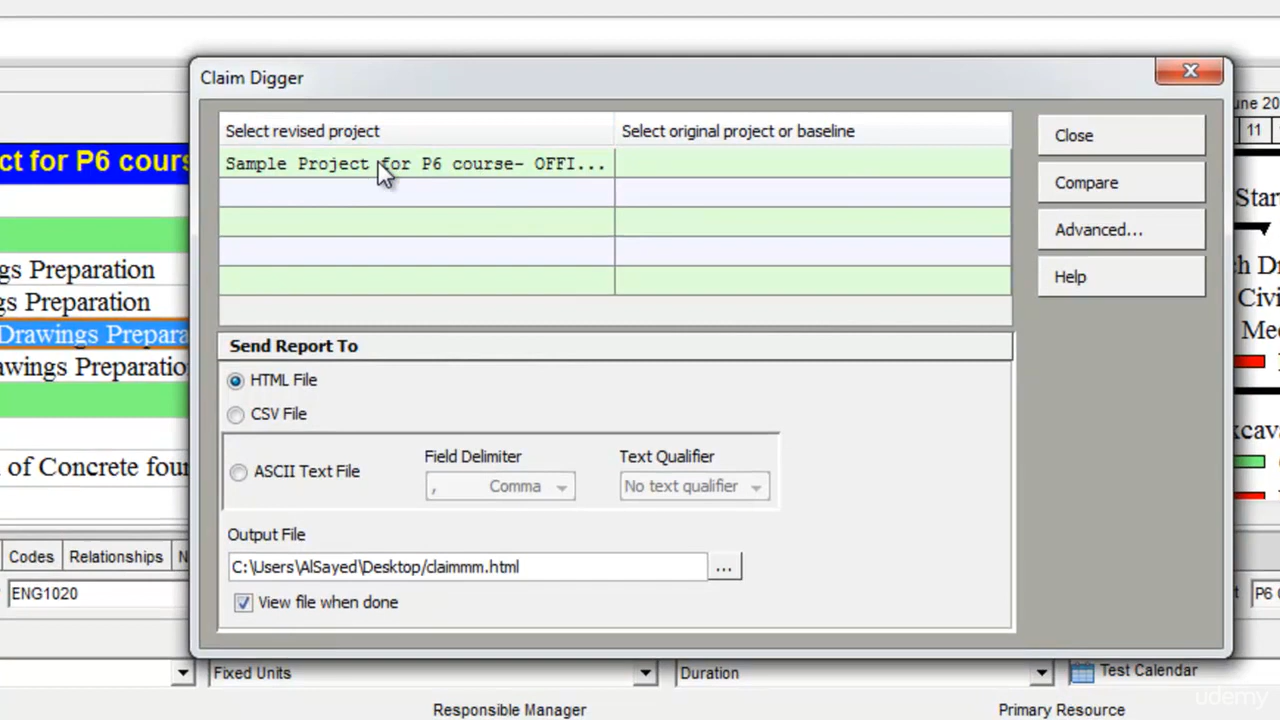 Claim Digger
une 20
11
Select revised project
Select original project or baseline
Close
ct for P6 cours
Sample Project for P6 course- OFFI...
Compare
Star
Advanced...
gs Preparation
ch Dr
Help
gs Preparation
Civi
Drawings Prepara
Send Report To
Me
awings Preparation
HTML File
CSV File
xcava
of Concrete four
ASCII Text File
Field Delimiter
Text Qualifier
, Comma
No text qualifier
Output File
Codes
Relationships
N
C:\Users\AlSayed\Desktop/claimmm.html
...
ENG1020
View file when done
t
P6
Fixed Units
Duration
Test Calendar
Responsible Manager
Primary Resource
udemy